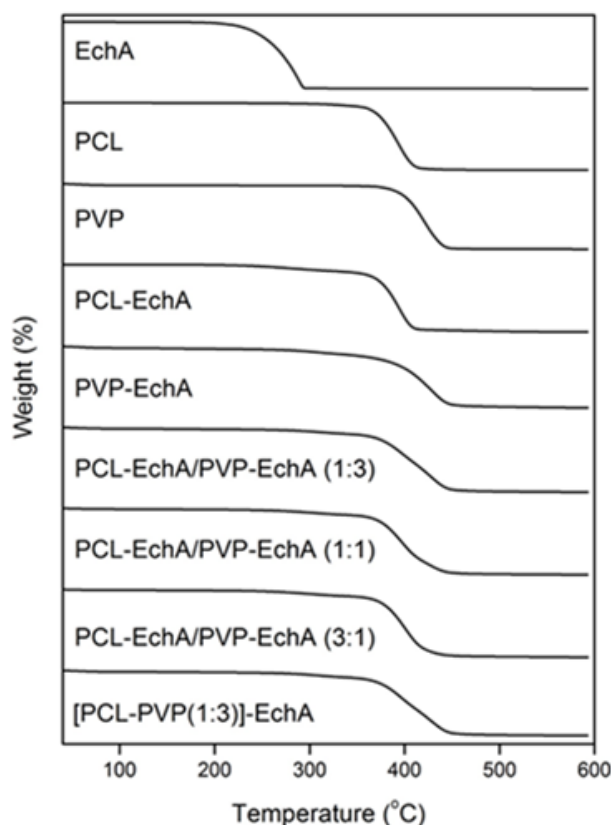 EchA
PCL
PVP
PCL-EchA
PVP-EchA
PCL-EchA/PVP-EchA (1:3)
PCL-EchA/PVP-EchA (1:1)
PCL-EchA/PVP-EchA (3:1)
[PCL-PVP(1:3)]-EchA
Weight (%)
100 200 300 400 500 600
Temperature (°C)